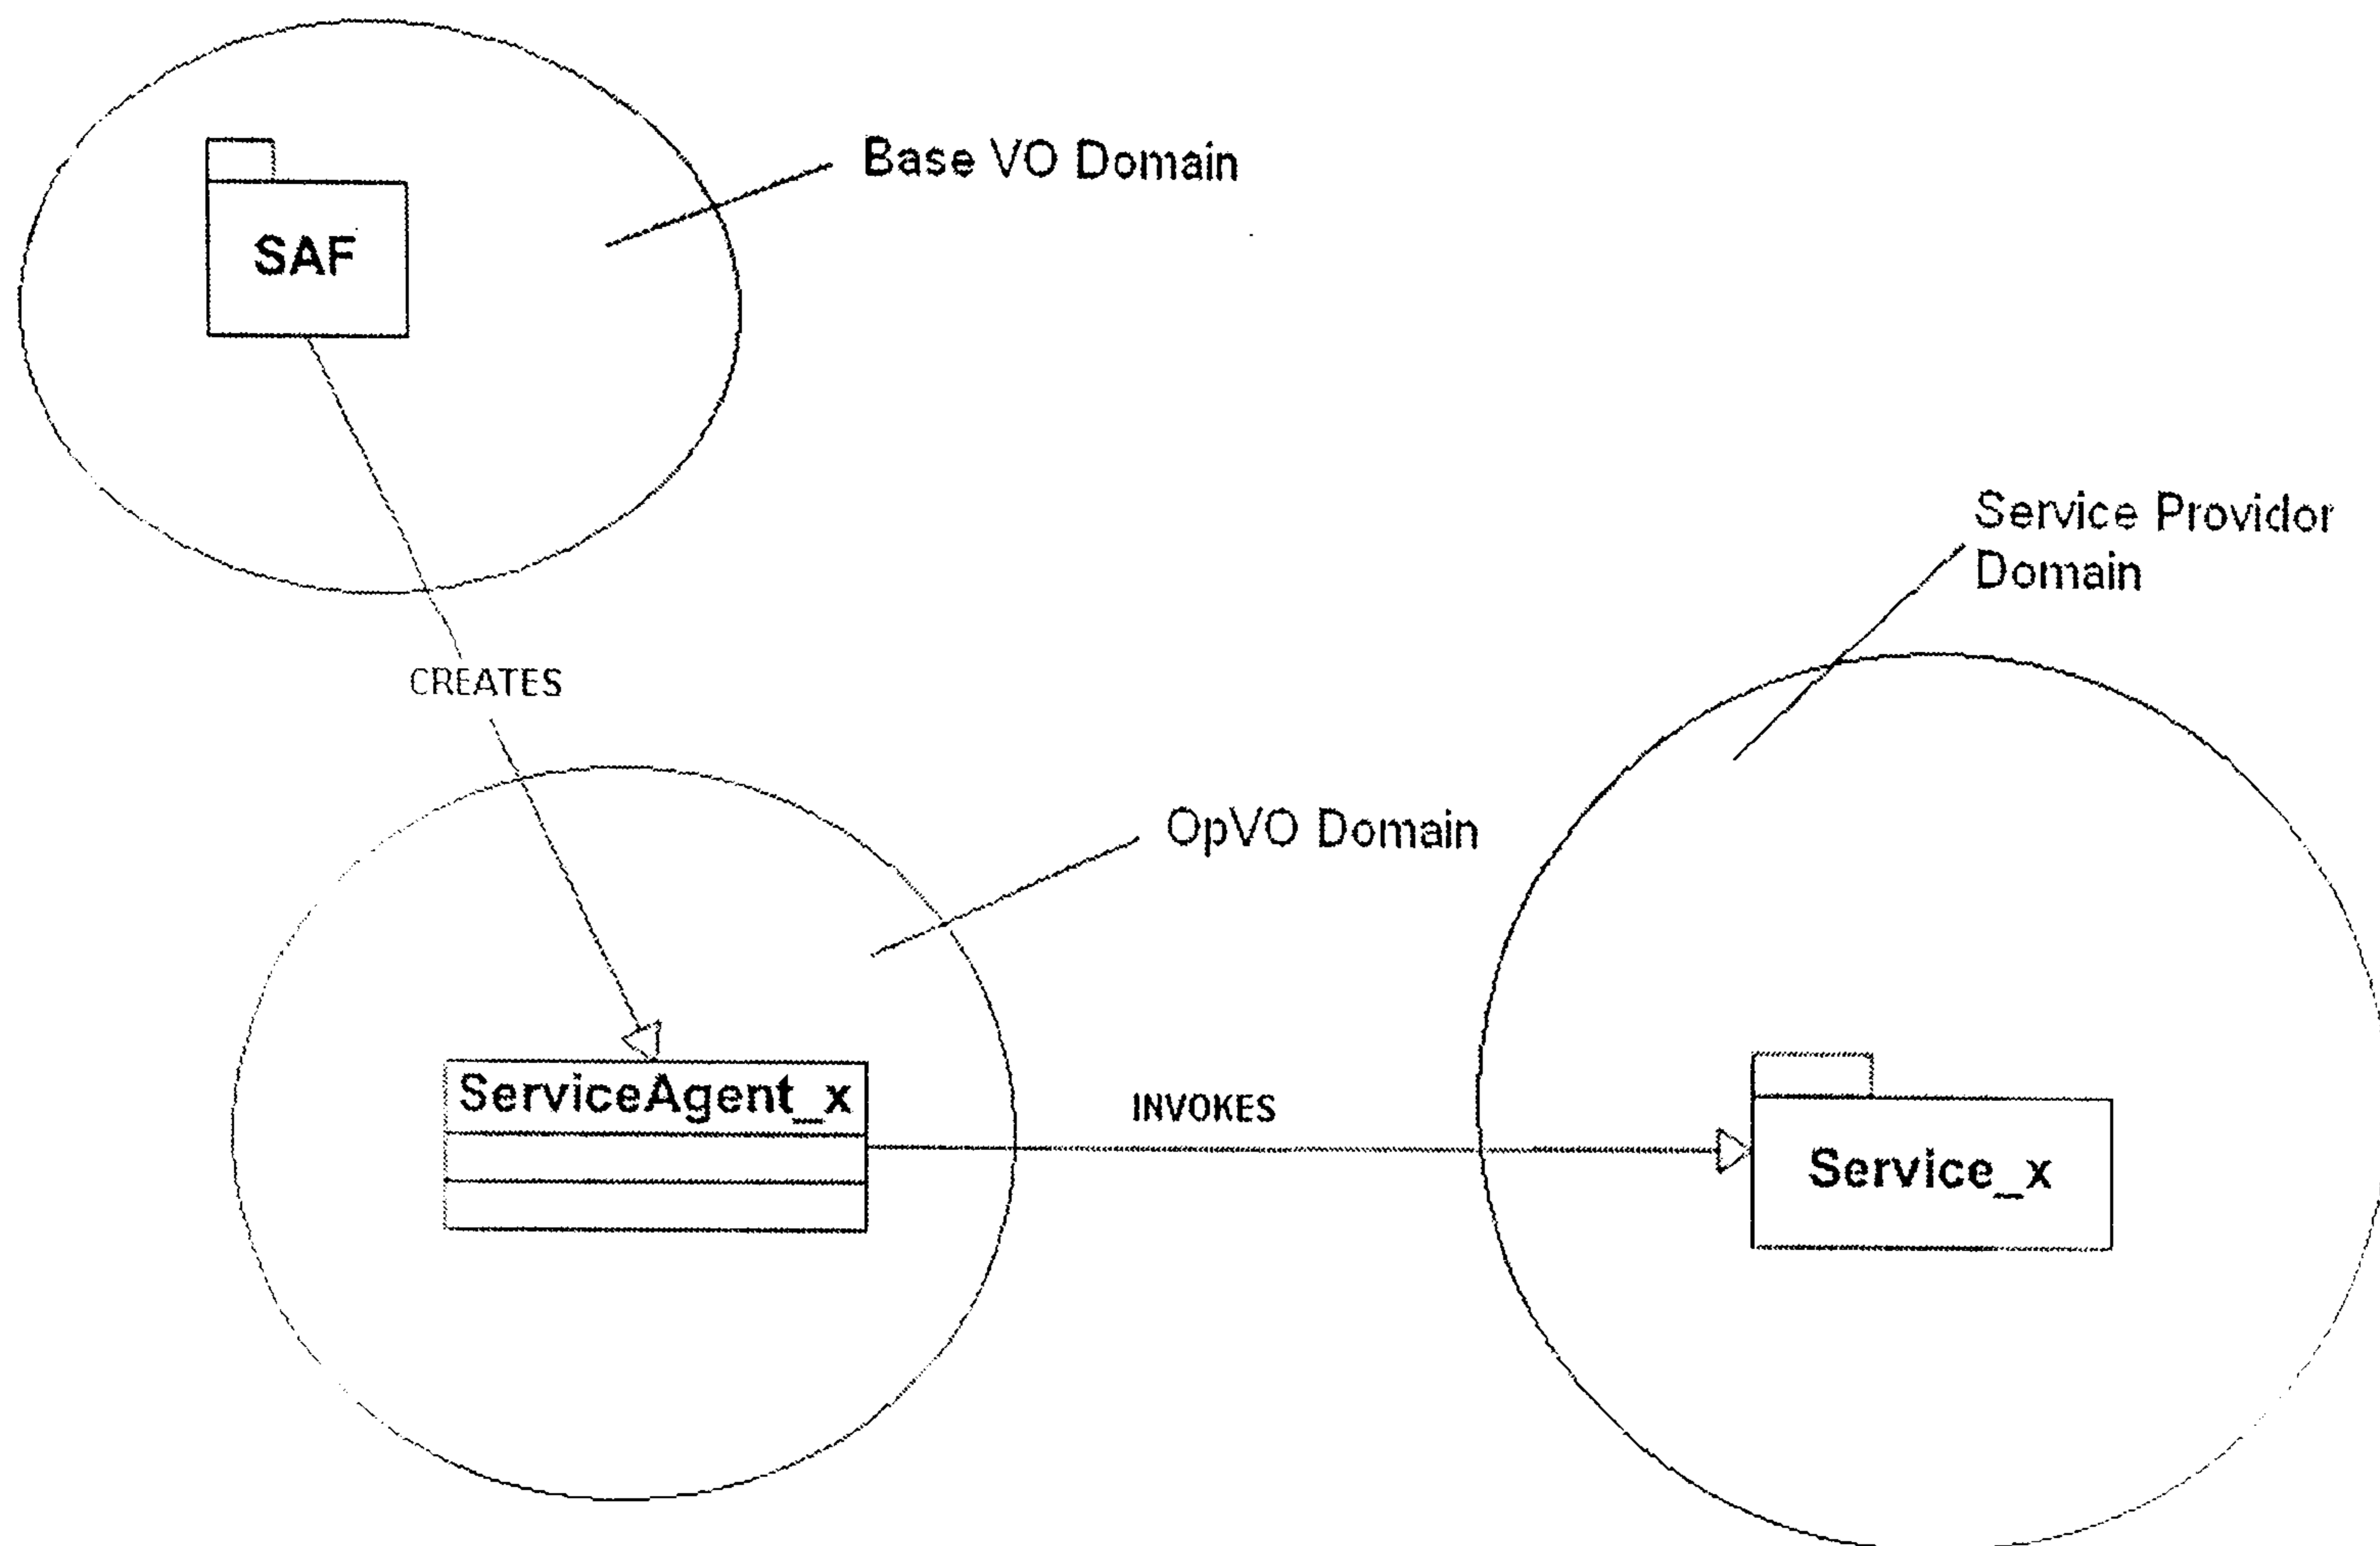 Base VO Domain
SAF
Service Providor
Domain
CREATES
OpVO Domain
ServiceAgent_x
INVOKES
Service_x